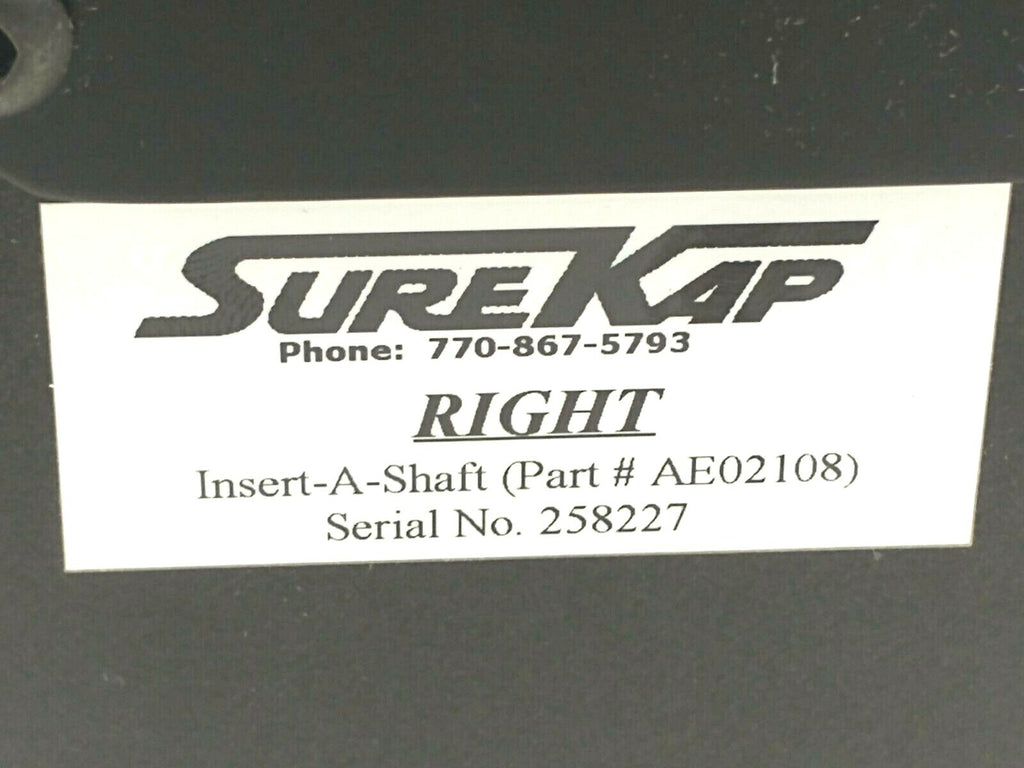 SUREKAP
Phone: 770-867-5793
RIGHT
Insert-A-Shaft (Part # AE02108)
Serial No. 258227